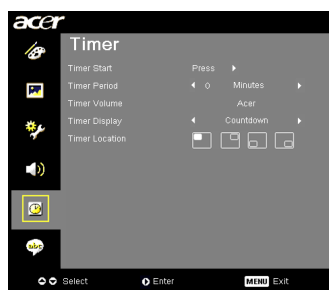 acer
Timer
Timer Start Press
Timer Period 0 Minutes
Timer Volume Acer
Timer Display Countdown
Timer Location
abc
Select Enter MENU Exit